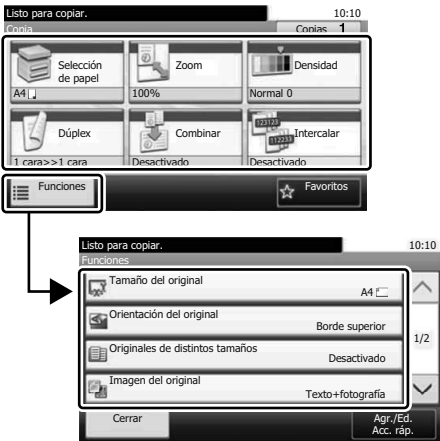 Listo para copiar. 10:10
Copia Copias 1
Selección
de papel
A4
Zoom
100%
Densidad
Normal 0
Dúplex
1 cara>>1 cara
Combinar
Desactivado
123123
112233
Intercalar
Desactivado
Funciones
Favoritos
Listo para copiar. 10:10
Funciones
Tamaño del original
A4
Orientación del original
Borde superior
Originales de distintos tamaños
Desactivado
Imagen del original
Texto+fotografía
1/2
Cerrar
Agr./Ed.
Acc. ráp.